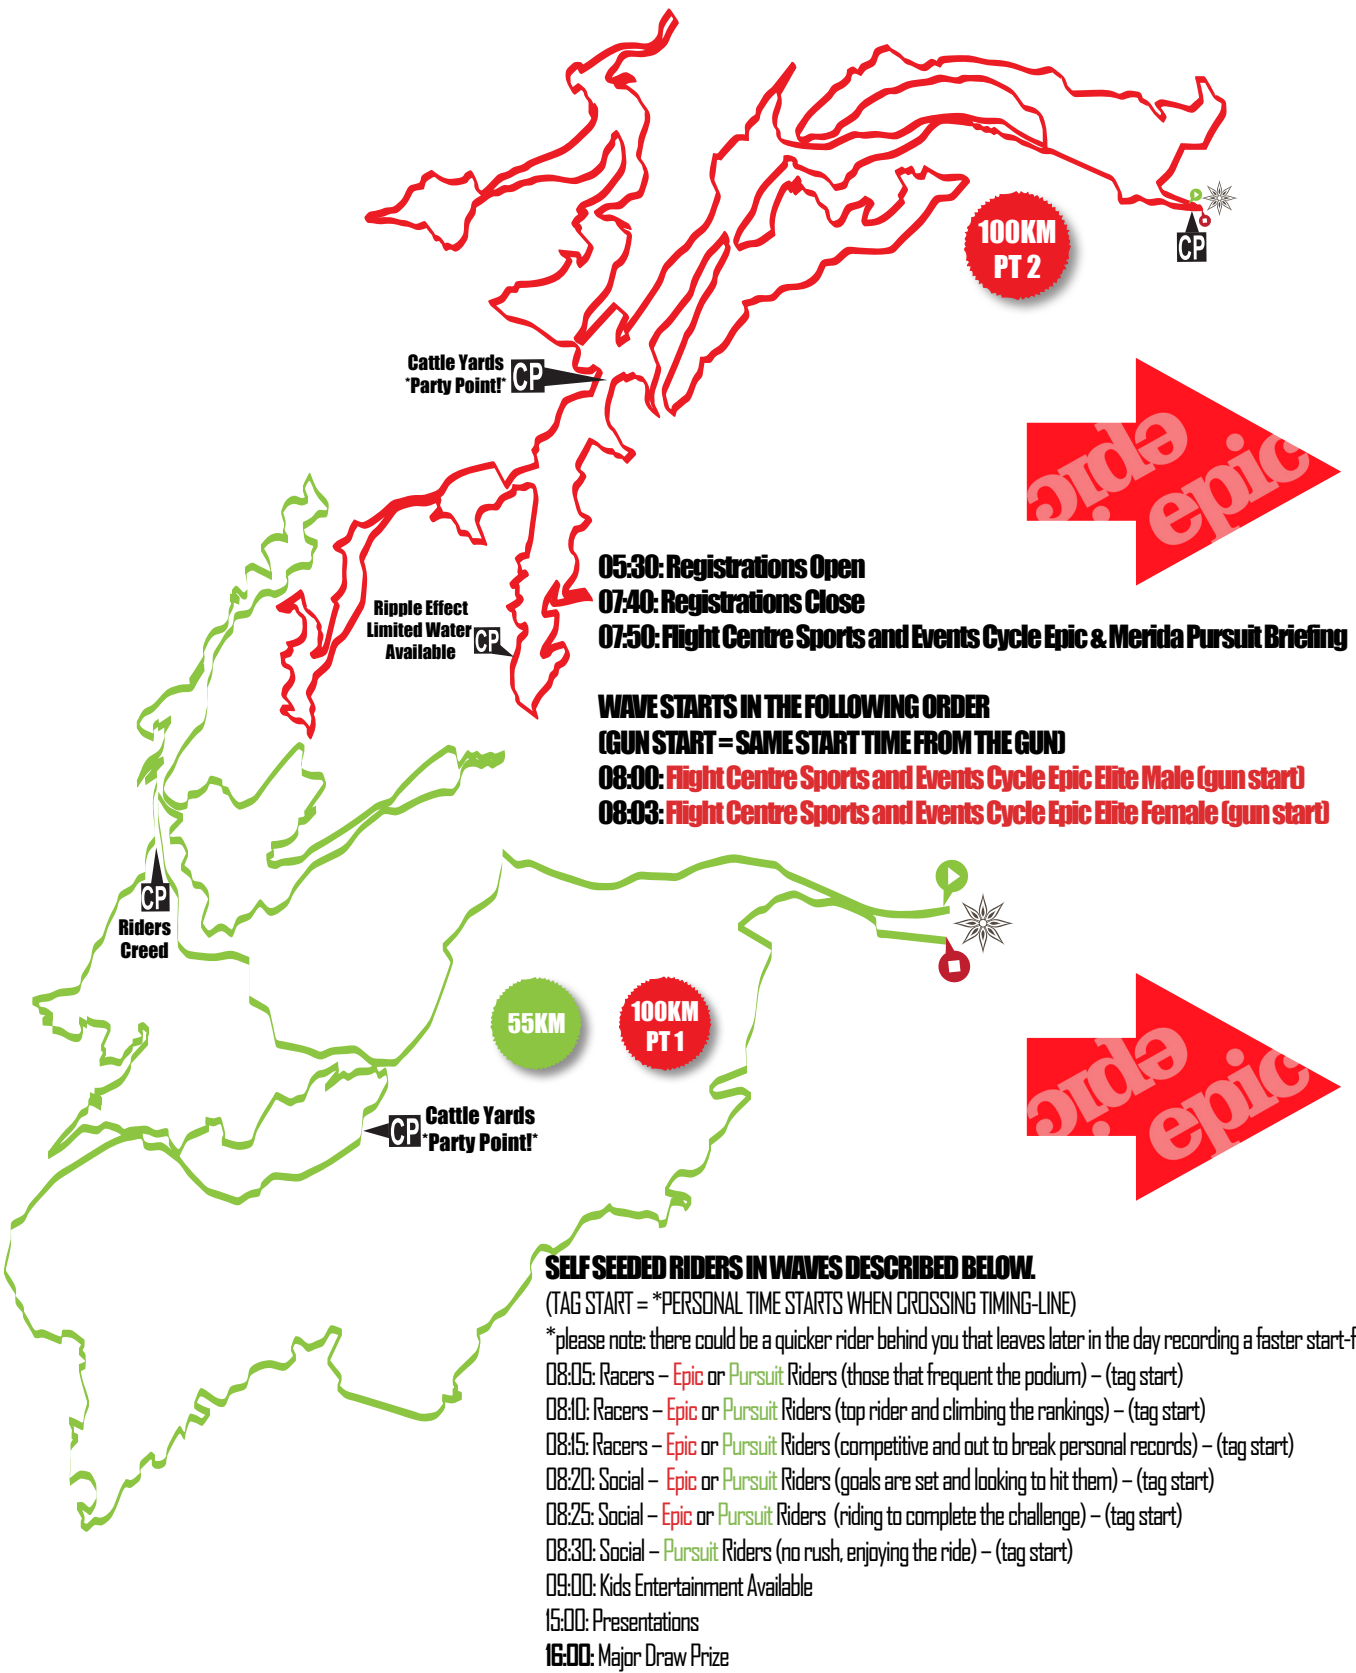 100KM
PT 2
CP
Cattle Yards
*Party Point!*
CP
epic
epic
05:30: Registrations Open
07:40: Registrations Close
07:50: Flight Centre Sports and Events Cycle Epic & Merida Pursuit Briefing
Ripple Effect
Limited Water
Available
CP
WAVE STARTS IN THE FOLLOWING ORDER
(GUN START = SAME START TIME FROM THE GUN)
08:00: Flight Centre Sports and Events Cycle Epic Elite Male (gun start)
08:03: Flight Centre Sports and Events Cycle Epic Elite Female (gun start)
CP
Riders
Creed
55KM
100KM
PT 1
epic
epic
CP
Cattle Yards
*Party Point!*
SELF SEEDED RIDERS IN WAVES DESCRIBED BELOW.
(TAG START = *PERSONAL TIME STARTS WHEN CROSSING TIMING-LINE)
*please note: there could be a quicker rider behind you that leaves later in the day recording a faster start-f
08:05: Racers – Epic or Pursuit Riders (those that frequent the podium) – (tag start)
08:10: Racers – Epic or Pursuit Riders (top rider and climbing the rankings) – (tag start)
08:15: Racers – Epic or Pursuit Riders (competitive and out to break personal records) – (tag start)
08:20: Social – Epic or Pursuit Riders (goals are set and looking to hit them) – (tag start)
08:25: Social – Epic or Pursuit Riders (riding to complete the challenge) – (tag start)
08:30: Social – Pursuit Riders (no rush, enjoying the ride) – (tag start)
09:00: Kids Entertainment Available
15:00: Presentations
16:00: Major Draw Prize